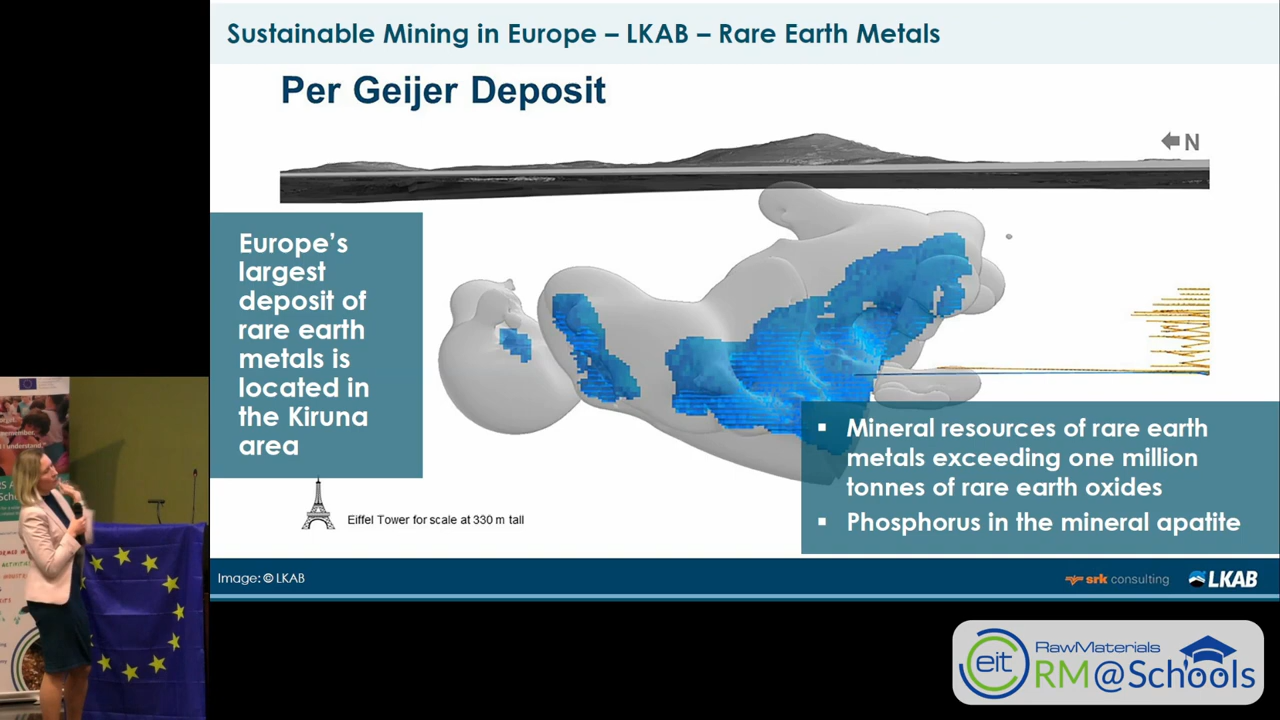 Sustainable Mining in Europe – LKAB – Rare Earth Metals
Per Geijer Deposit
N
Europe's
largest
deposit of
rare earth
metals is
located in
the Kiruna
area
Mineral resources of rare earth
metals exceeding one million
tonnes of rare earth oxides
Phosphorus in the mineral apatite
Eiffel Tower for scale at 330 m tall
Image: © LKAB
srk consulting
LKAB
eit
RawMaterials
RM@Schools